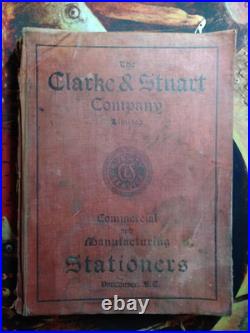 The
Clarke & Stuart
Company
Limited
Commercial
and
Manufacturing
Stationers
Vancouver, B.C.